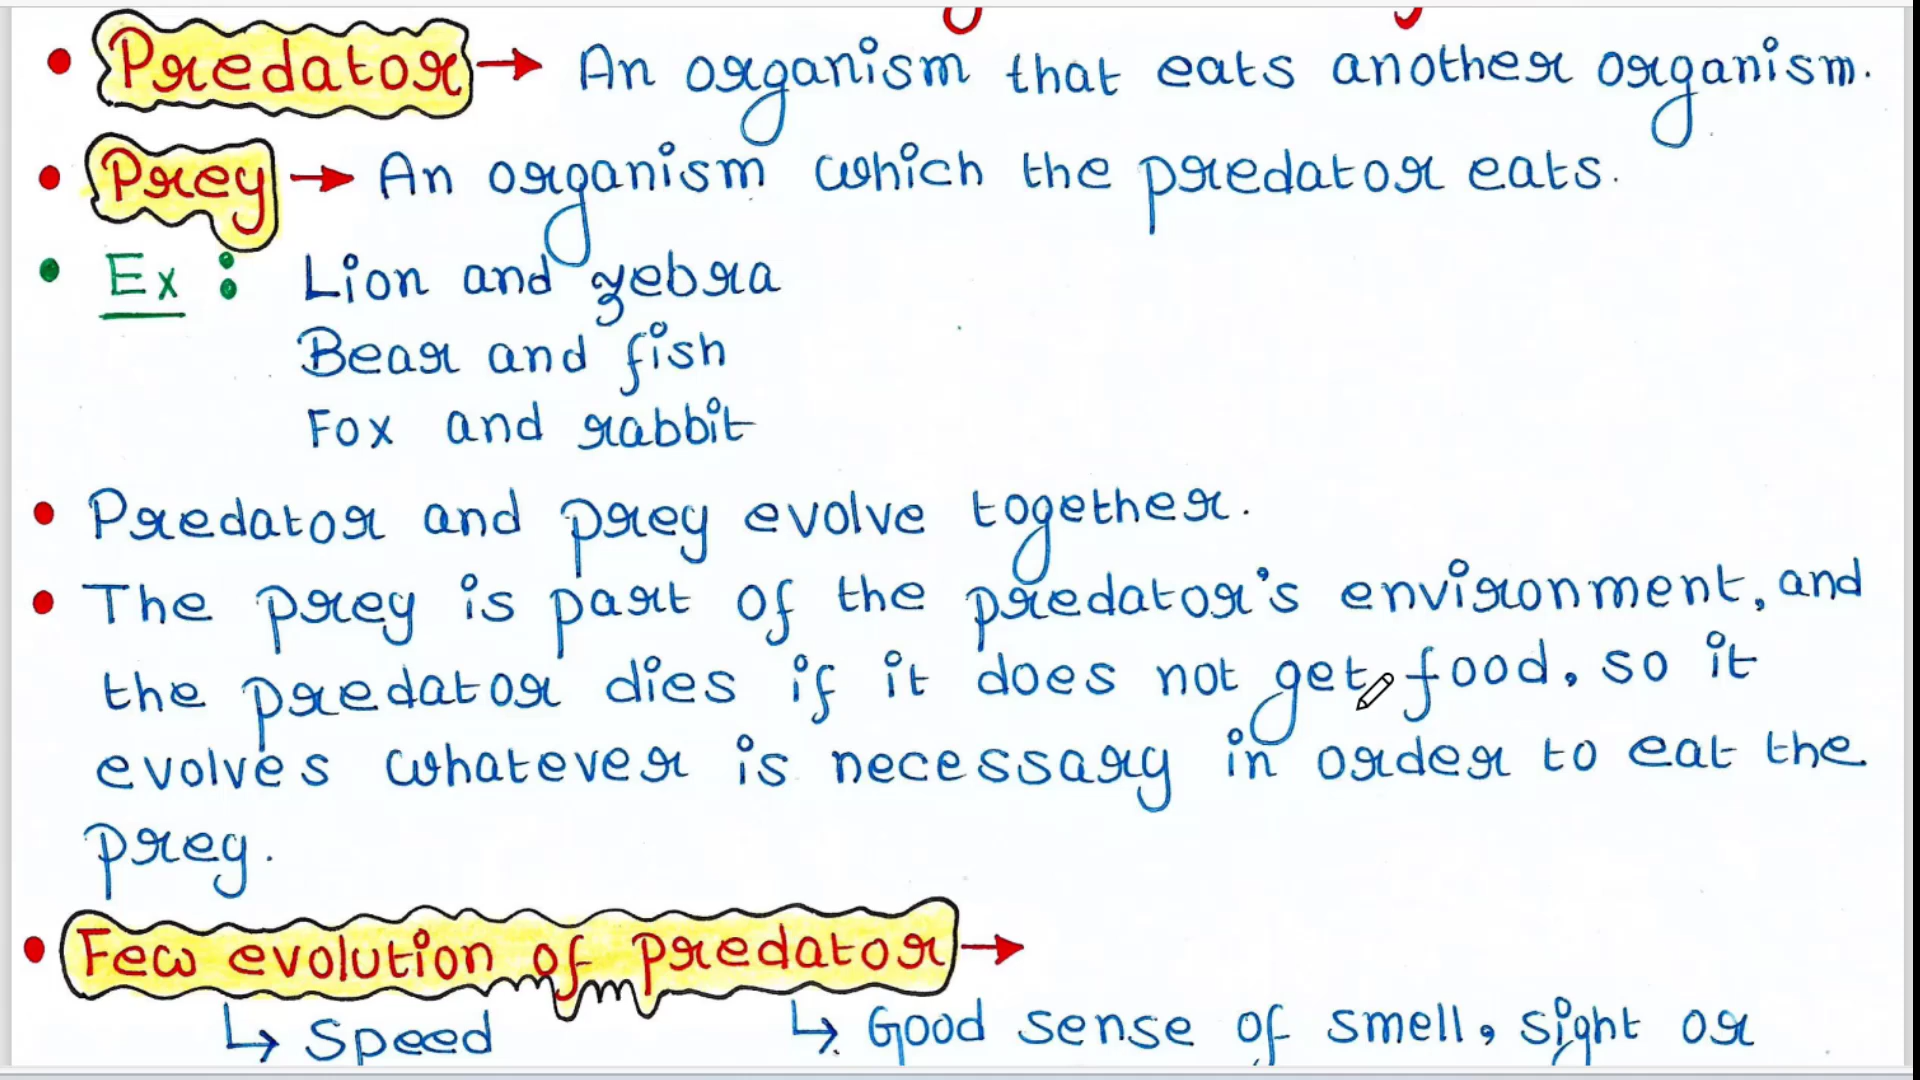 • Predator → An organism that eats another organism.
• Prey → An organism which the predator eats.
• Ex : Lion and zebra
Bear and fish
Fox and rabbit
• Predator and prey evolve together.
• The prey is part of the predator's environment, and
the predator dies if it does not get food, so it
evolves whatever is necessary in order to eat the
prey.
• Few evolution of predator →
↳ Speed ↳ Good sense of smell, sight or